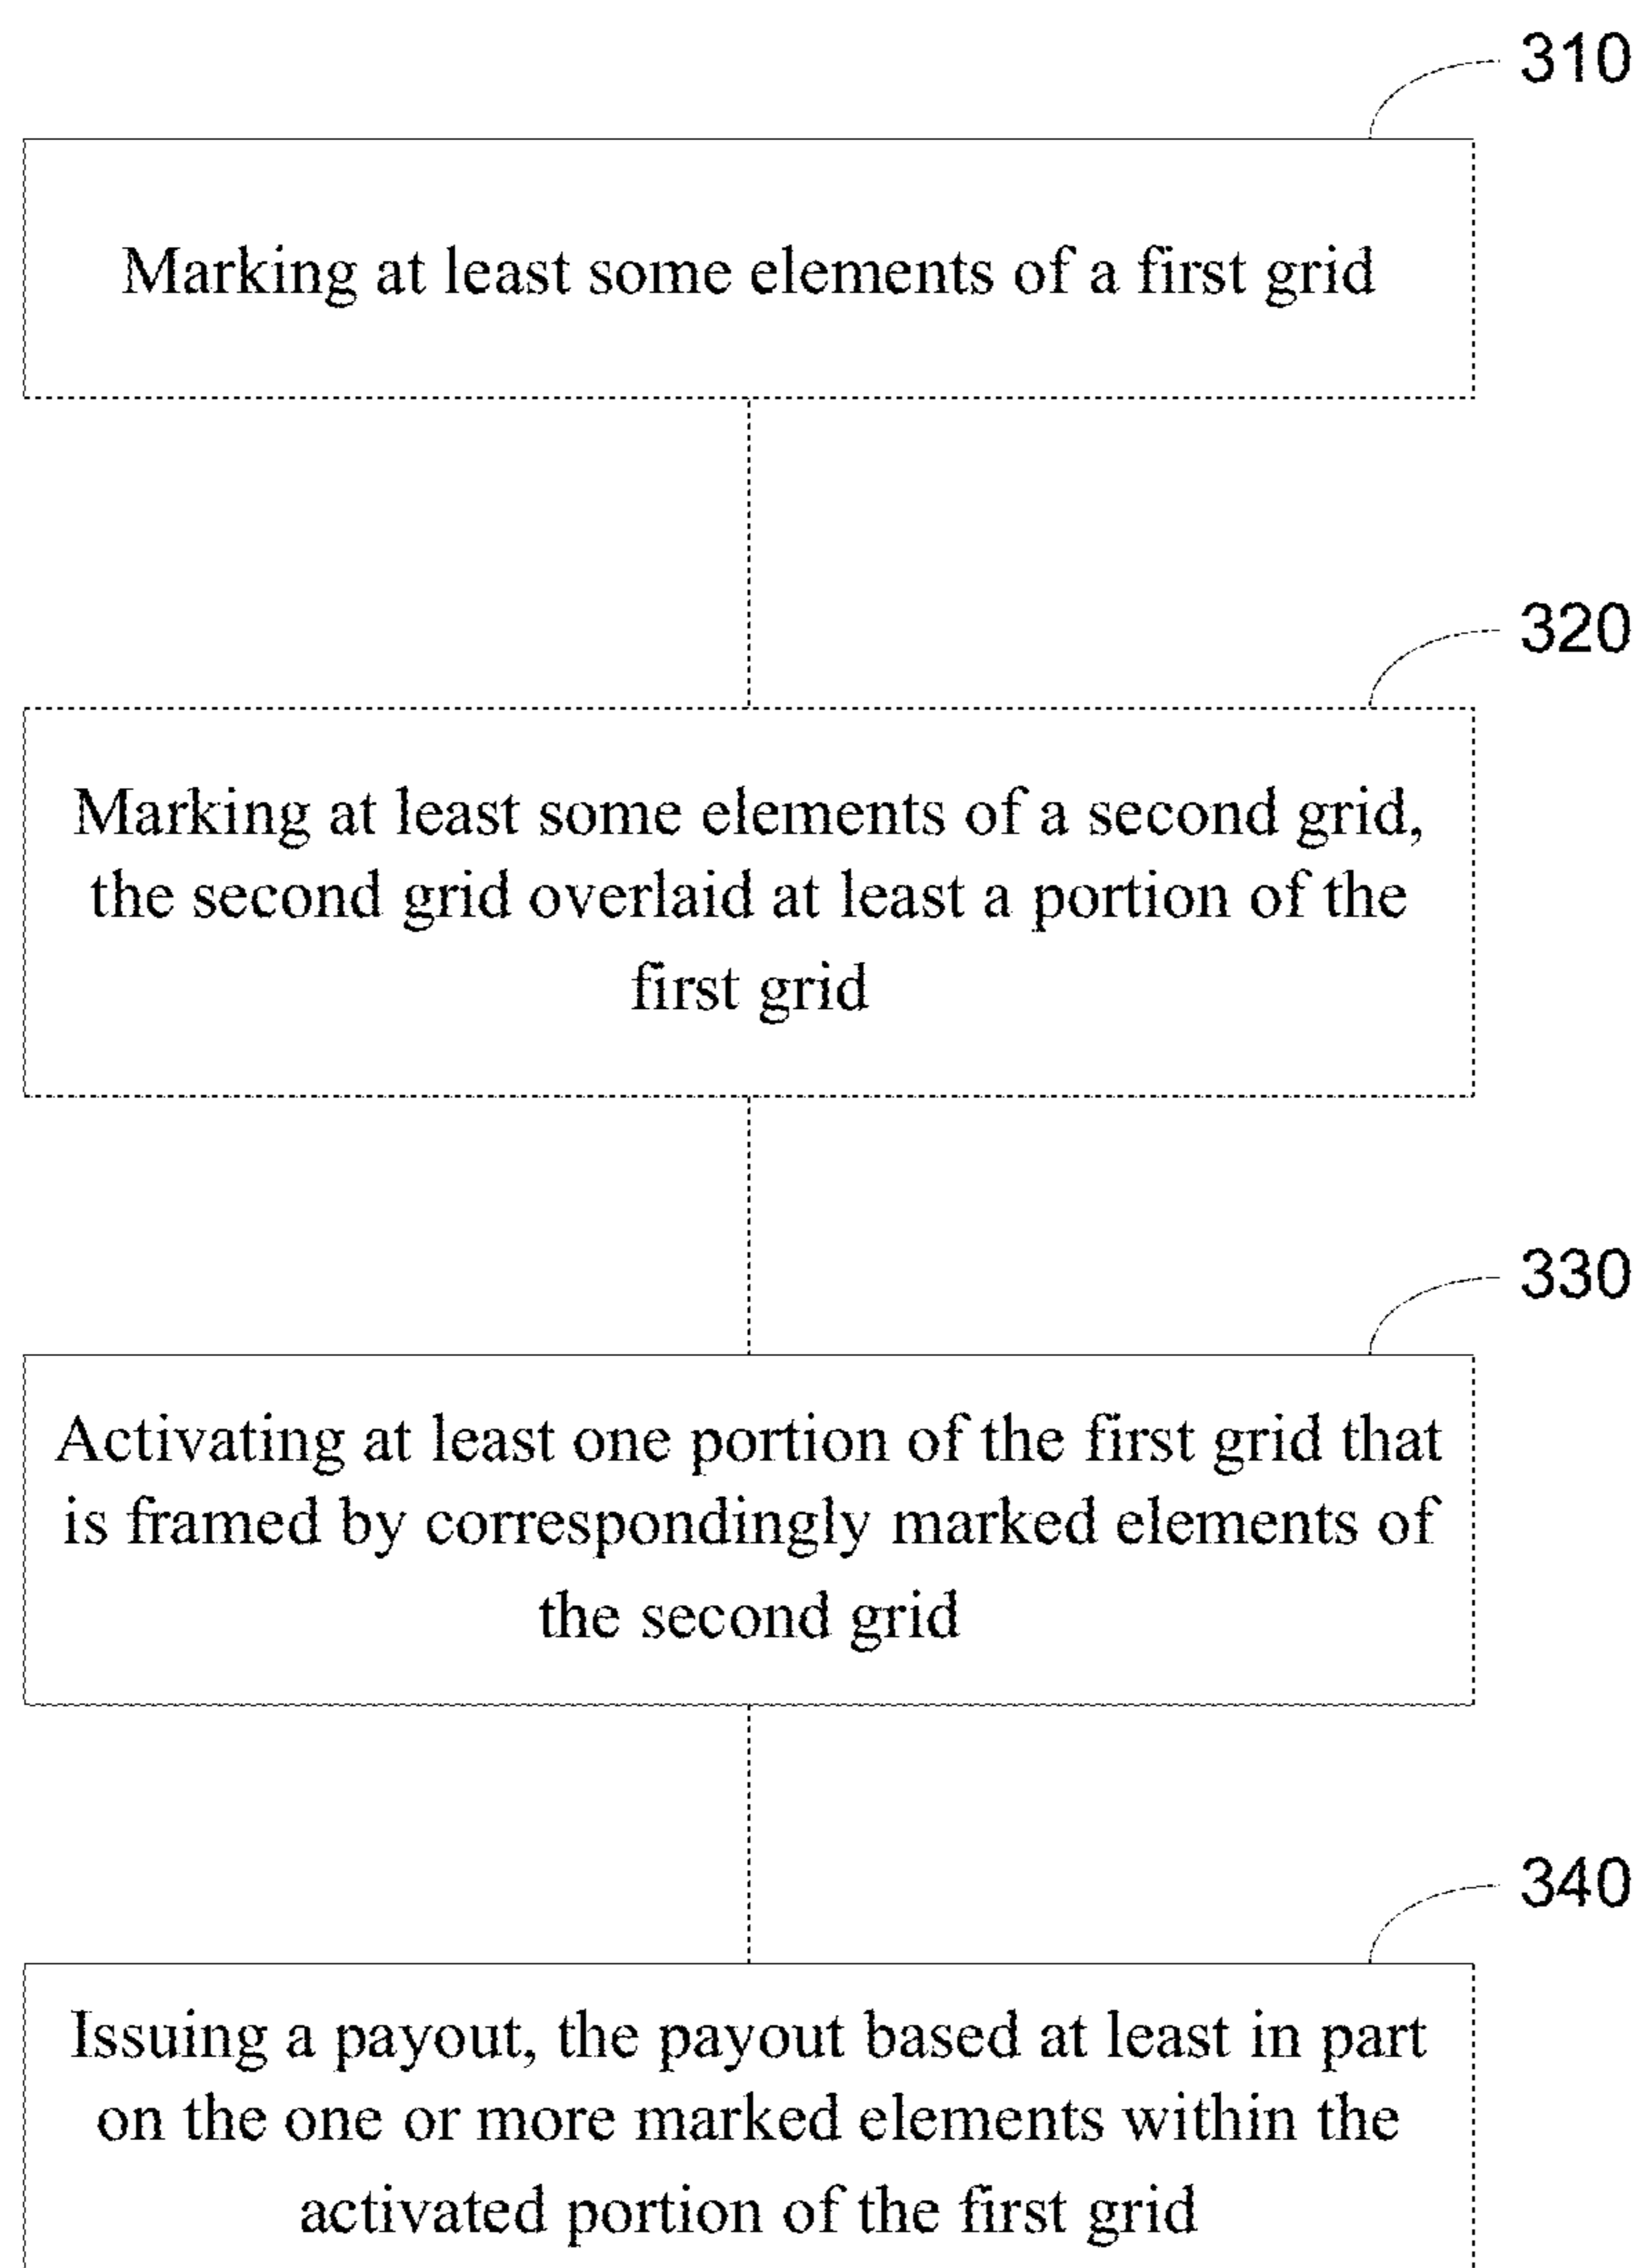 310
Marking at least some elements of a first grid
320
Marking at least some elements of a second grid,
the second grid overlaid at least a portion of the
first grid
330
Activating at least one portion of the first grid that
is framed by correspondingly marked elements of
the second grid
340
Issuing a payout, the payout based at least in part
on the one or more marked elements within the
activated portion of the first grid